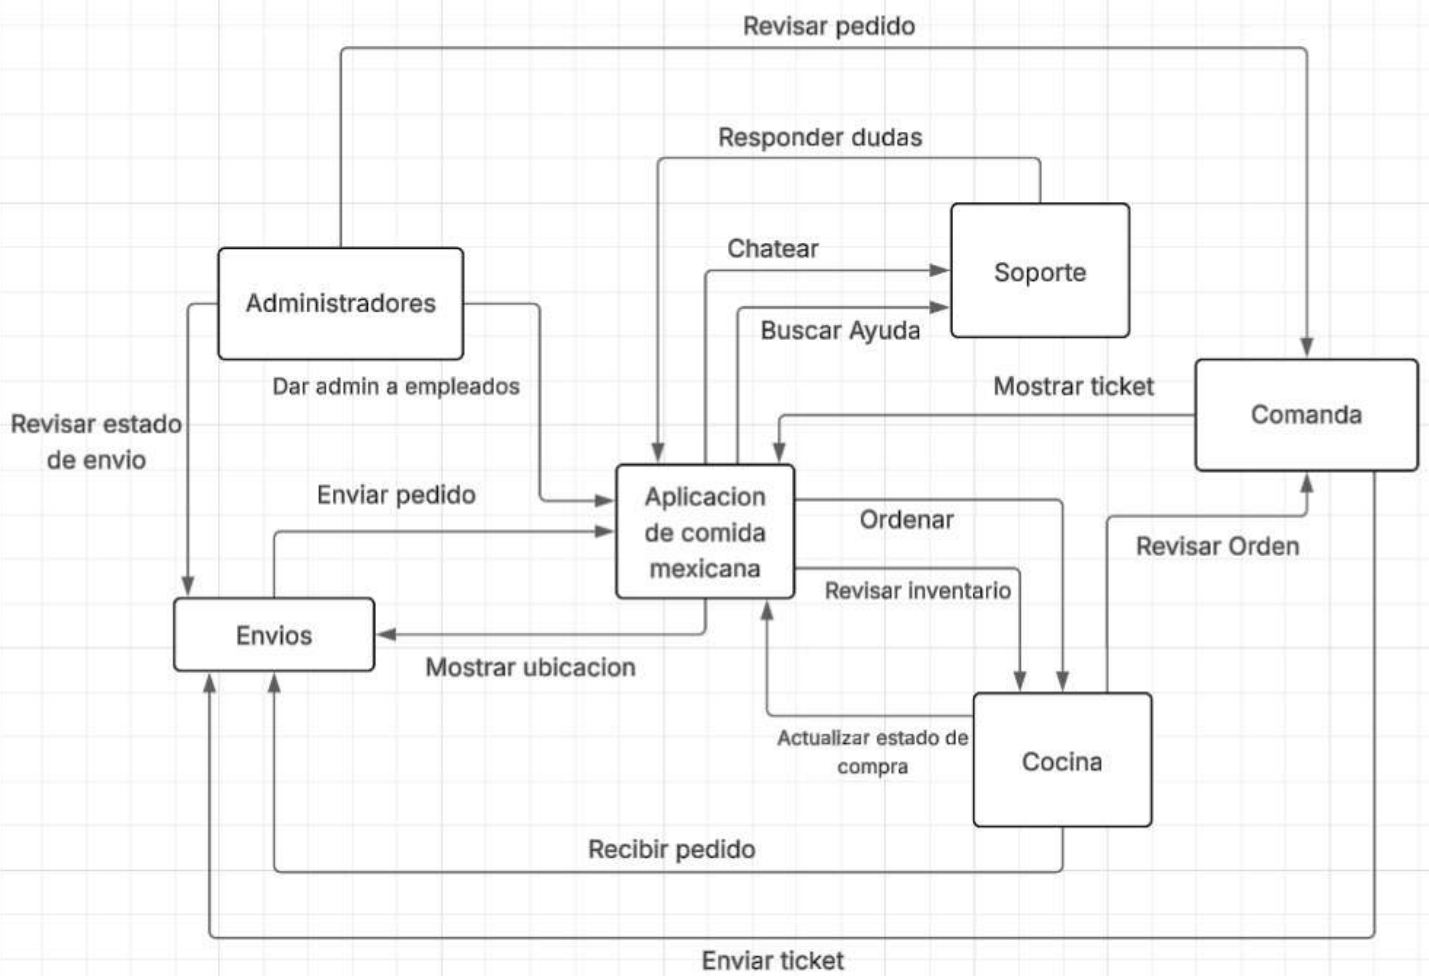 Revisar pedido
Responder dudas
Chatear
Soporte
Administradores
Buscar Ayuda
Dar admin a empleados
Mostrar ticket
Comanda
Revisar estado
de envio
Enviar pedido
Aplicacion
de comida
mexicana
Ordenar
Revisar Orden
Revisar inventario
Envios
Mostrar ubicacion
Actualizar estado de
compra
Cocina
Recibir pedido
Enviar ticket